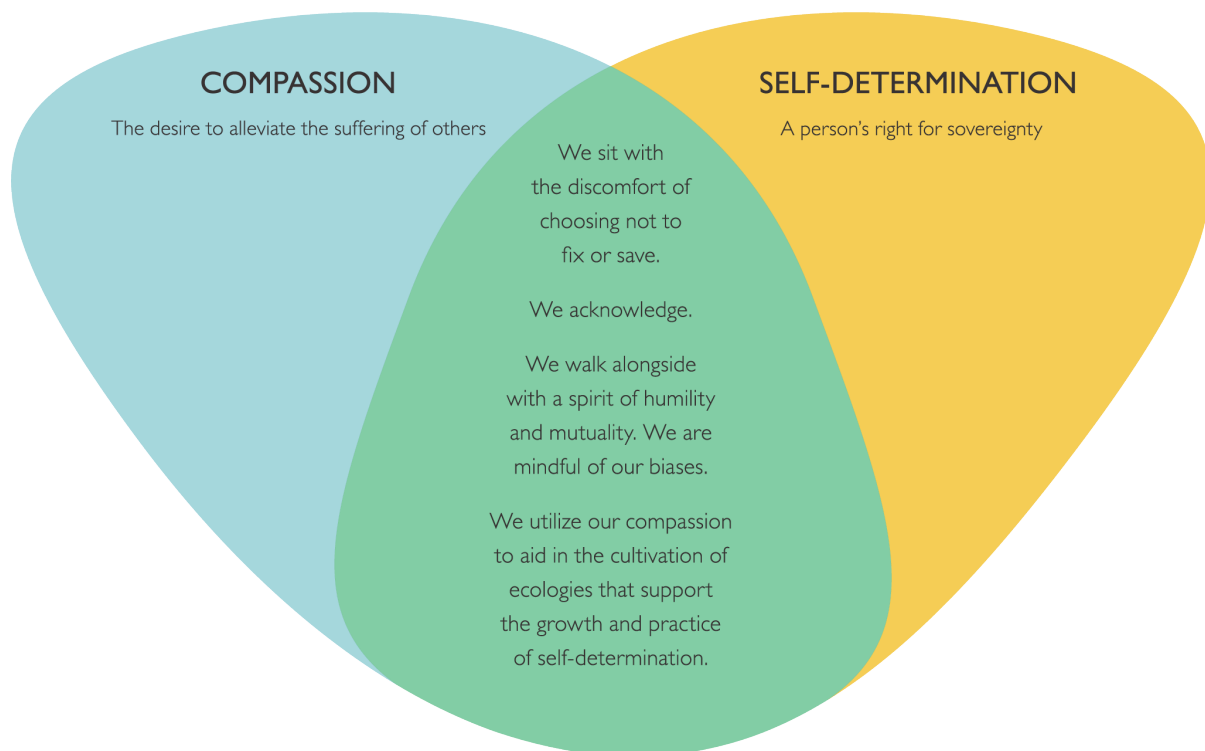 COMPASSION
The desire to alleviate the suffering of others
SELF-DETERMINATION
A person’s right for sovereignty
We sit with
the discomfort of
choosing not to
fix or save.
We acknowledge.
We walk alongside
with a spirit of humility
and mutuality. We are
mindful of our biases.
We utilize our compassion
to aid in the cultivation of
ecologies that support
the growth and practice
of self-determination.